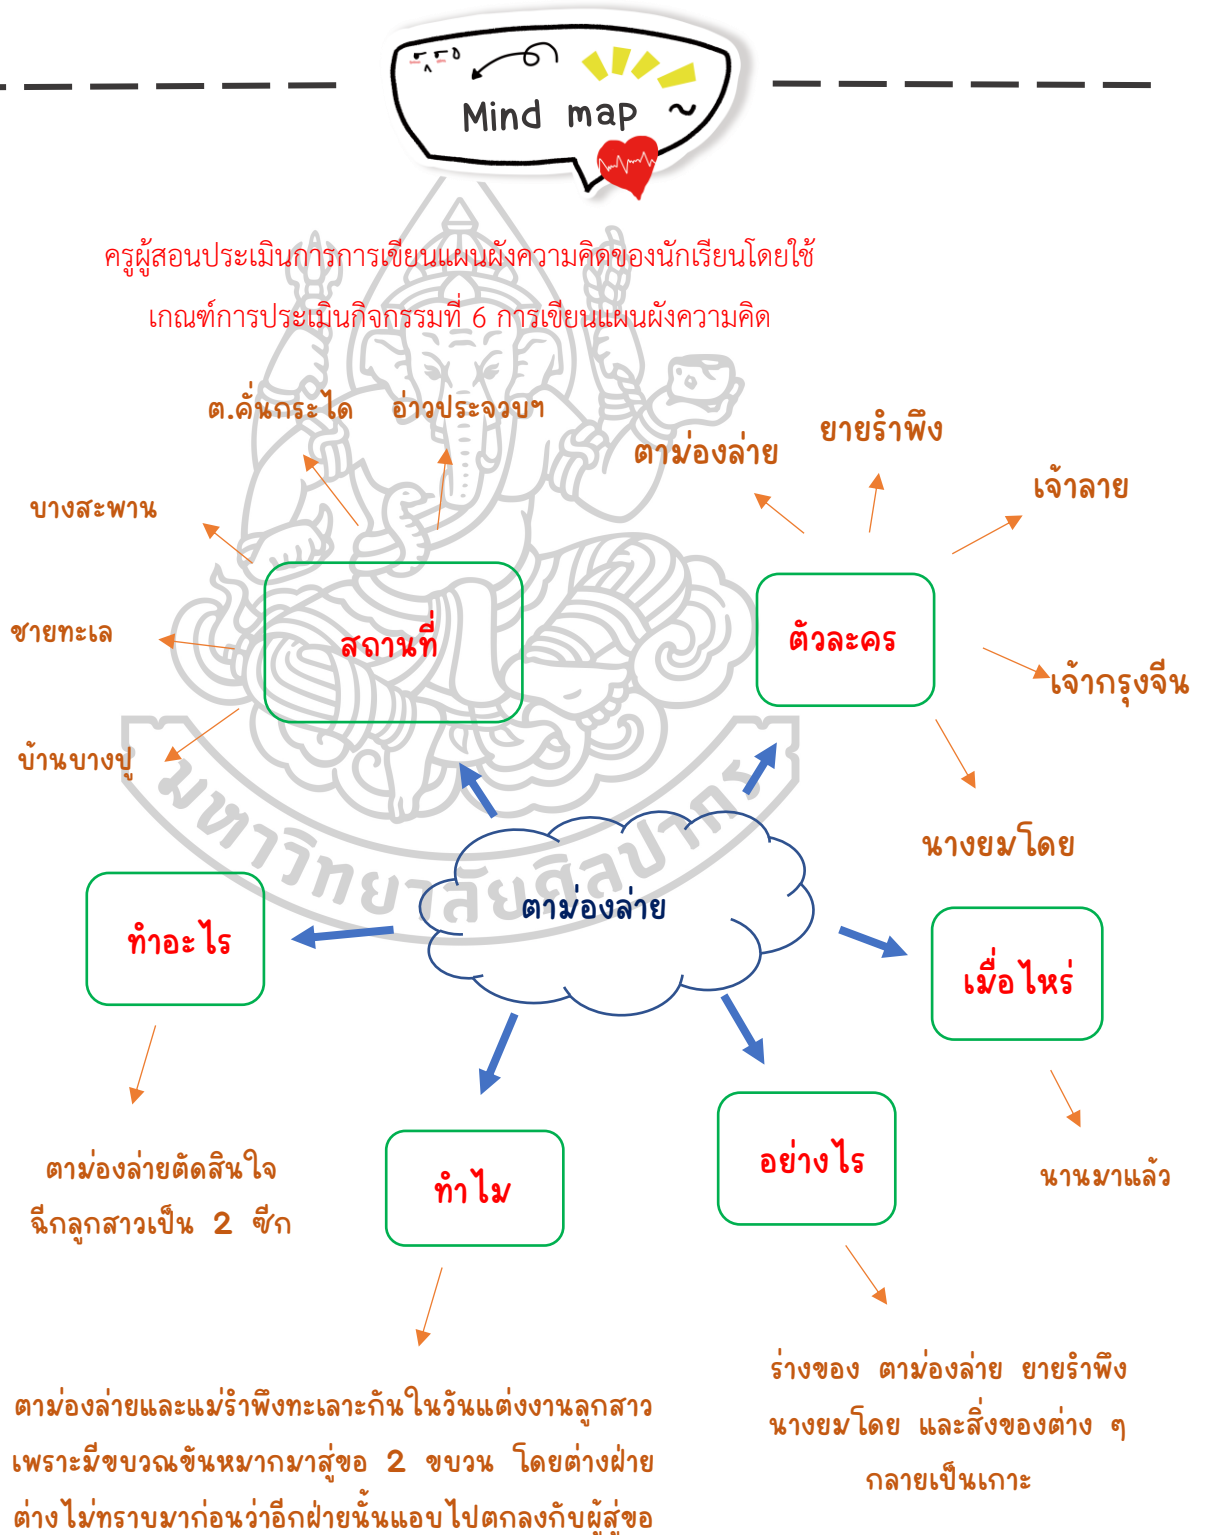 Mind map
ครูผู้สอนประเมินการการเขียนแผนผังความคิดของนักเรียนโดยใช้
เกณฑ์การประเมินกิจกรรมที่ 6 การเขียนแผนผังความคิด
ต.คั่นกระได
อ่าวประจวบฯ
บางสะพาน
ชายทะเล
บ้านบางปู
สถานที่
ตาม่องล่าย
ยายรำพึง
เจ้าลาย
เจ้ากรุงจีน
นางยมโดย
ตัวละคร
มหาวิทยาลัยศิลปากร
ตาม่องล่าย
ทำอะไร
เมื่อไหร่
ตาม่องล่ายตัดสินใจ
ฉีกลูกสาวเป็น 2 ซีก
ทำไม
อย่างไร
นานมาแล้ว
ตาม่องล่ายและแม่รำพึงทะเลาะกันในวันแต่งงานลูกสาว
เพราะมีขบวณขันหมากมาสู่ขอ 2 ขบวน โดยต่างฝ่าย
ต่างไม่ทราบมาก่อนว่าอีกฝ่ายนั้นแอบไปตกลงกับผู้สู่ขอ
ร่างของ ตาม่องล่าย ยายรำพึง
นางยมโดย และสิ่งของต่าง ๆ
กลายเป็นเกาะ